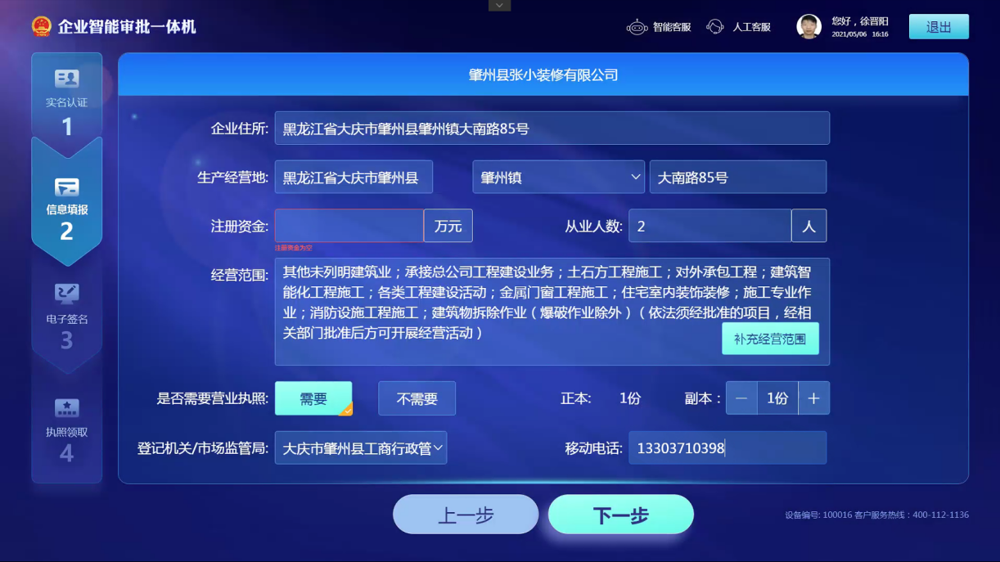 企业智能审批一体机
智能客服
人工客服
您好，徐晋阳
2021/05/06 16:16
退出
实名认证
1
信息填报
2
电子签名
3
执照领取
4
肇州县张小装修有限公司
企业住所: 黑龙江省大庆市肇州县肇州镇大南路85号
生产经营地: 黑龙江省大庆市肇州县 肇州镇 大南路85号
注册资金: 万元 从业人数: 2 人
注册资金为空
经营范围: 其他未列明建筑业；承接总公司工程建设业务；土石方工程施工；对外承包工程；建筑智
能化工程施工；各类工程建设活动；金属门窗工程施工；住宅室内装饰装修；施工专业作
业；消防设施工程施工；建筑物拆除作业（爆破作业除外）（依法须经批准的项目，经相
关部门批准后方可开展经营活动）
补充经营范围
是否需要营业执照: 需要 不需要 正本: 1份 副本： － 1份 ＋
登记机关/市场监管局: 大庆市肇州县工商行政管 移动电话: 13303710398
上一步 下一步
设备编号: 100016 客户服务热线：400-112-1136